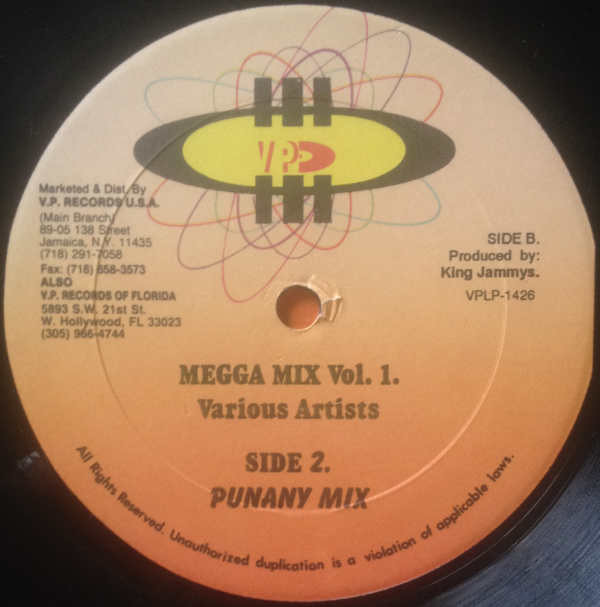 VP
Marketed & Dist. By
V.P. RECORDS U.S.A.
(Main Branch)
89-05 138 Street
Jamaica, N.Y. 11435
(718) 291-7058
Fax: (718) 658-3573
ALSO
V.P. RECORDS OF FLORIDA
5893 S.W. 21st St.
W. Hollywood, FL 33023
(305) 966-4744
SIDE B.
Produced by:
King Jammys.
VPLP-1426
MEGGA MIX Vol. 1.
Various Artists
SIDE 2.
PUNANY MIX
All Rights Reserved. Unauthorized duplication is a violation of applicable laws.